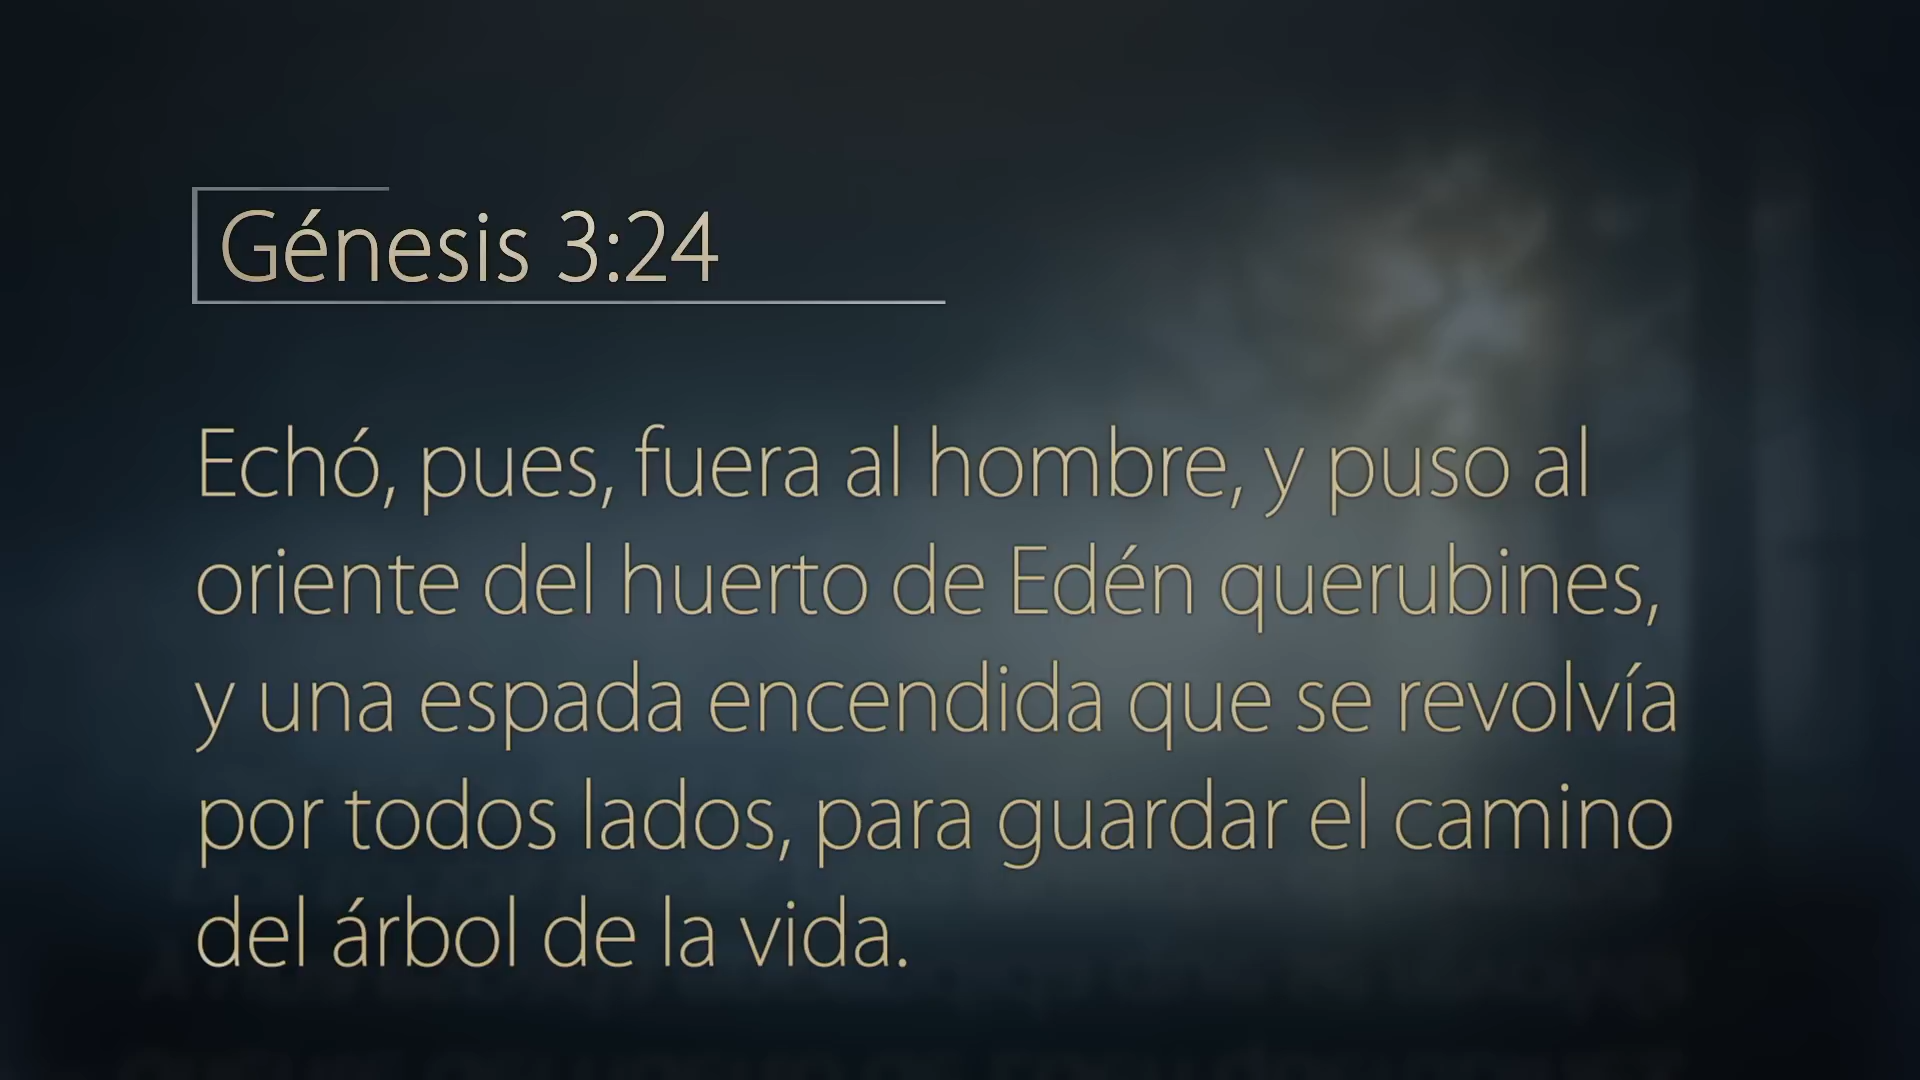 Génesis 3:24
Echó, pues, fuera al hombre, y puso al
oriente del huerto de Edén querubines,
y una espada encendida que se revolvía
por todos lados, para guardar el camino
del árbol de la vida.